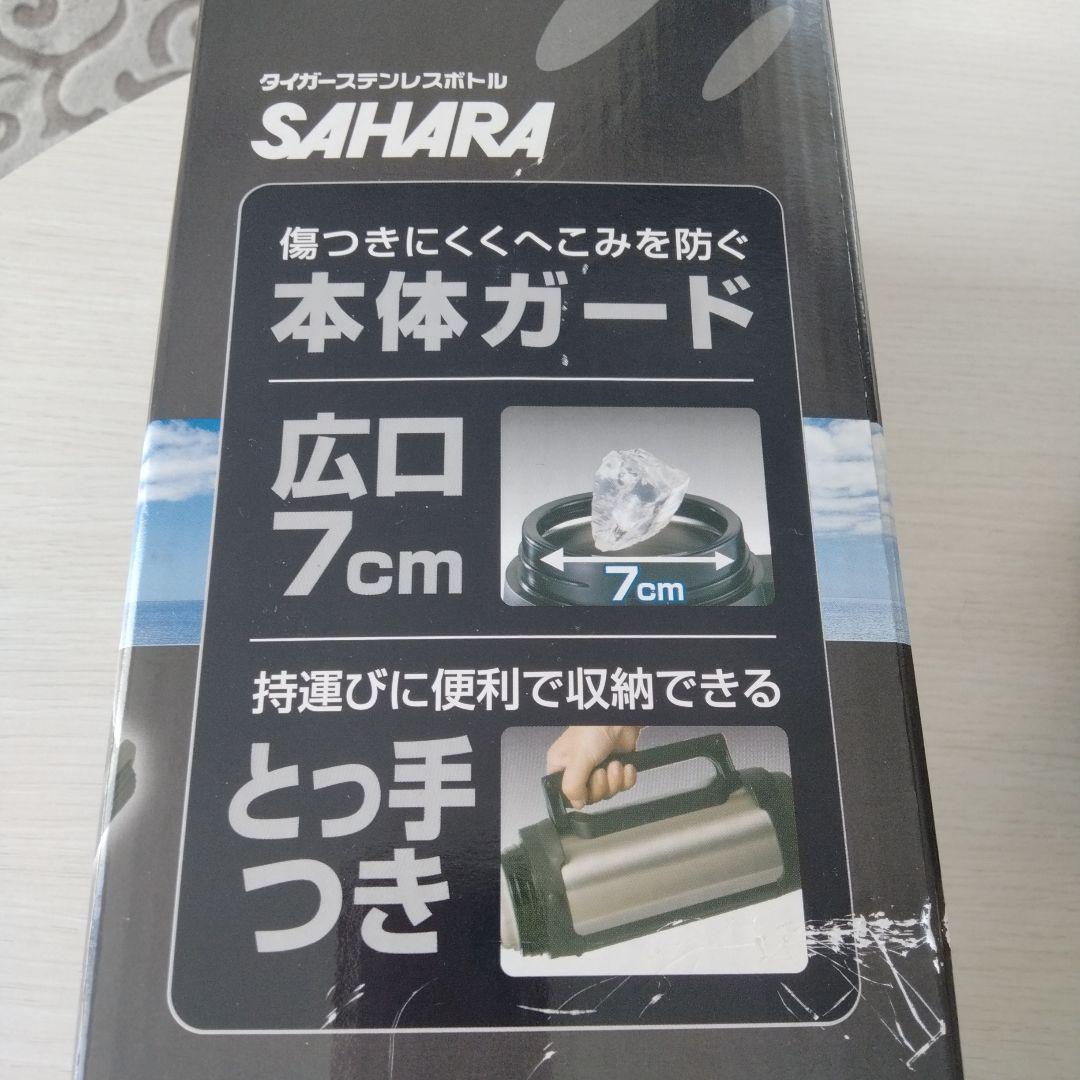 タイガーステンレスボトル
SAHARA
傷つきにくくへこみを防ぐ
本体ガード
広口
7cm
7cm
持運びに便利で収納できる
とっ手
つき